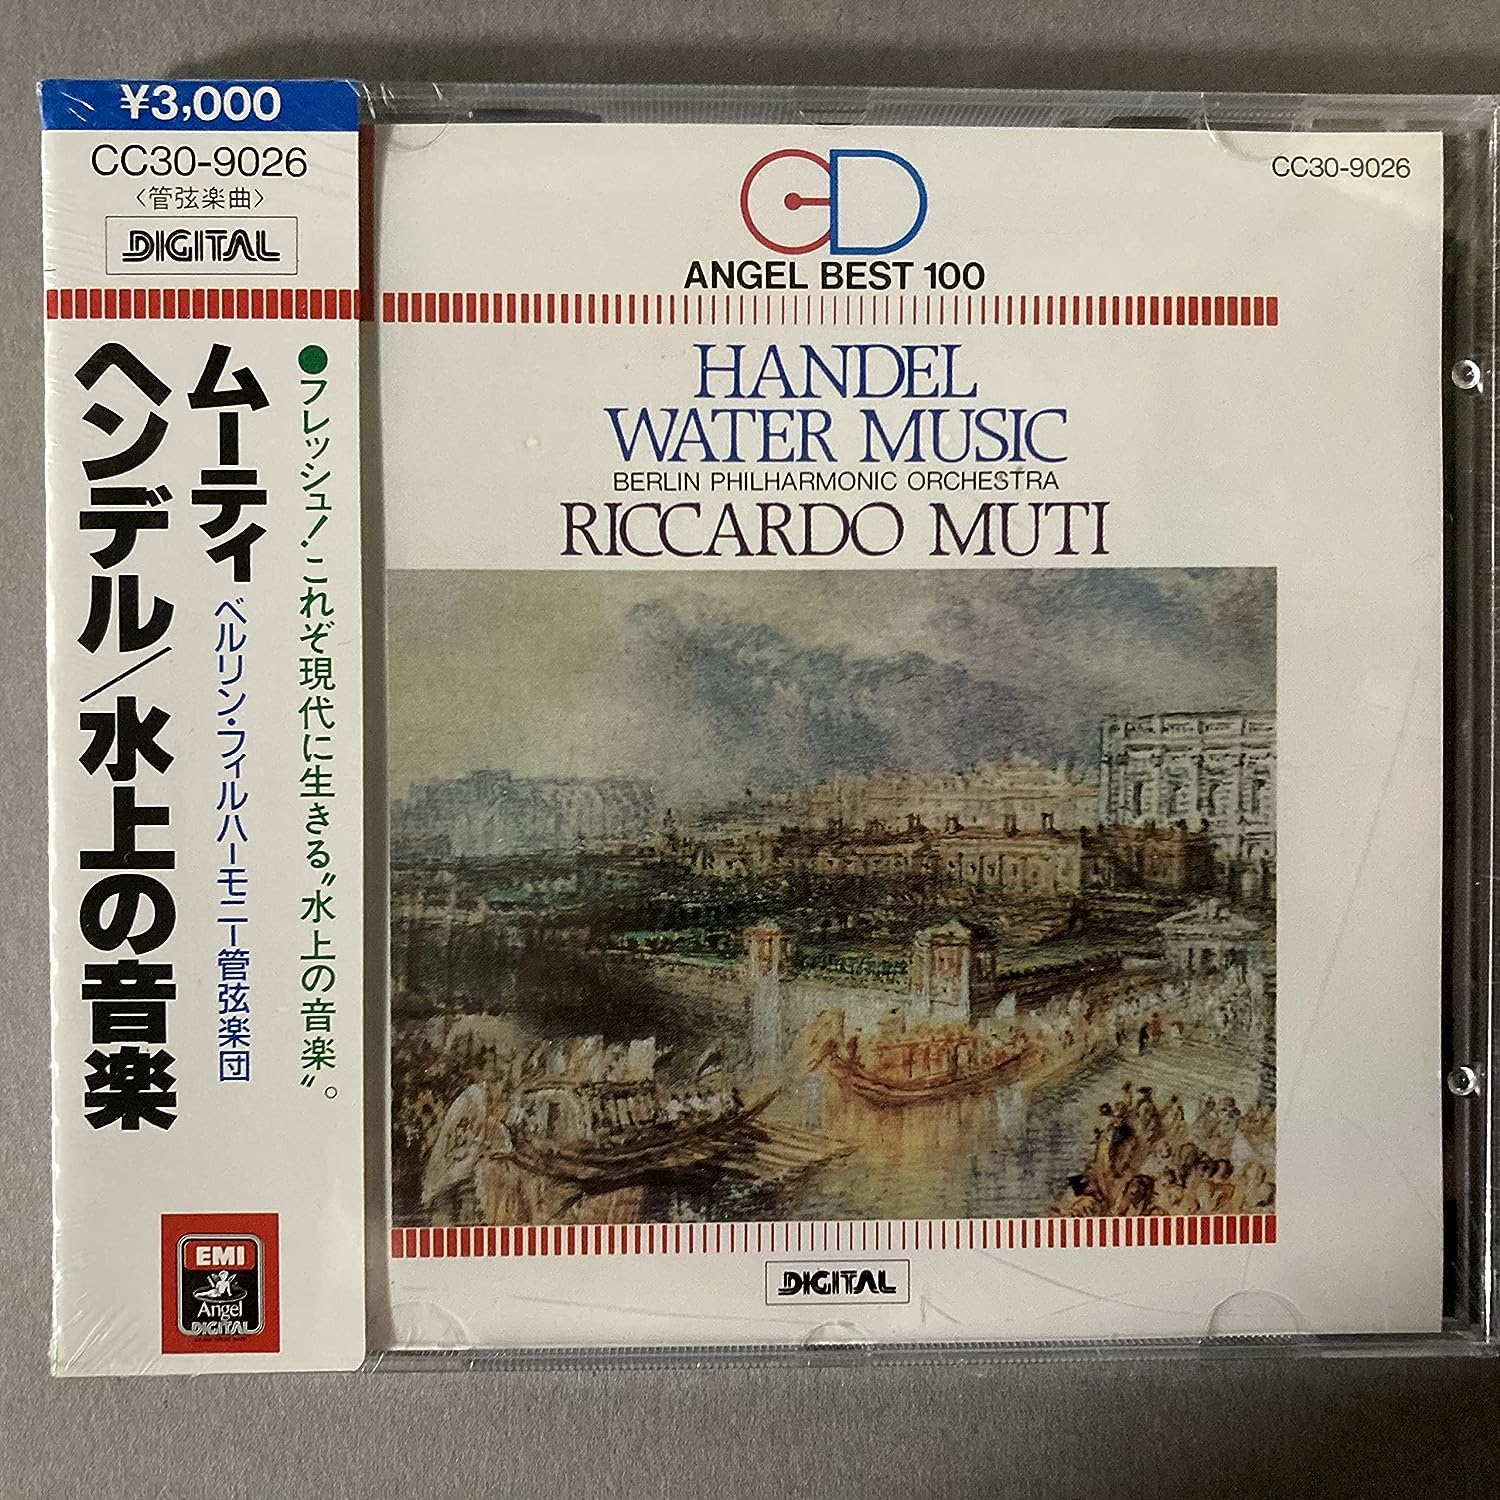 ¥3,000
CC30-9026
〈管弦楽曲〉
DIGITAL
●フレッシュ!これぞ現代に生きる〝水上の音楽〟。
ムーティ ベルリン・フィルハーモニー管弦楽団
ヘンデル/水上の音楽
EMI
Angel
DIGITAL
CC30-9026
CD
ANGEL BEST 100
HANDEL
WATER MUSIC
BERLIN PHILHARMONIC ORCHESTRA
RICCARDO MUTI
DIGITAL